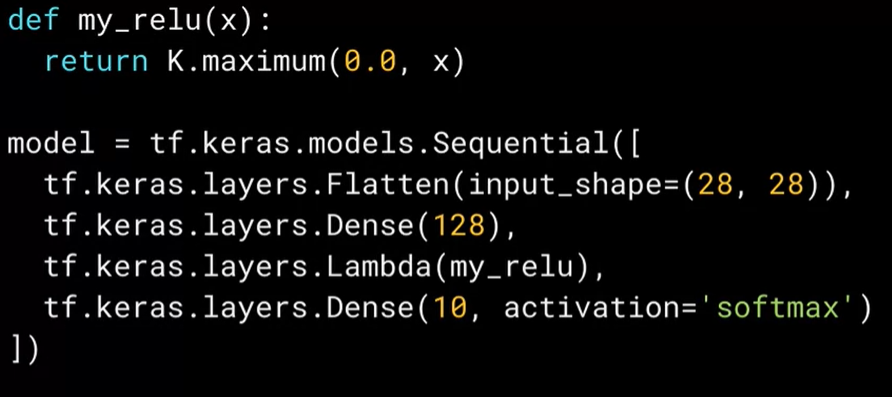 def my_relu(x):
  return K.maximum(0.0, x)

model = tf.keras.models.Sequential([
  tf.keras.layers.Flatten(input_shape=(28, 28)),
  tf.keras.layers.Dense(128),
  tf.keras.layers.Lambda(my_relu),
  tf.keras.layers.Dense(10, activation='softmax')
])